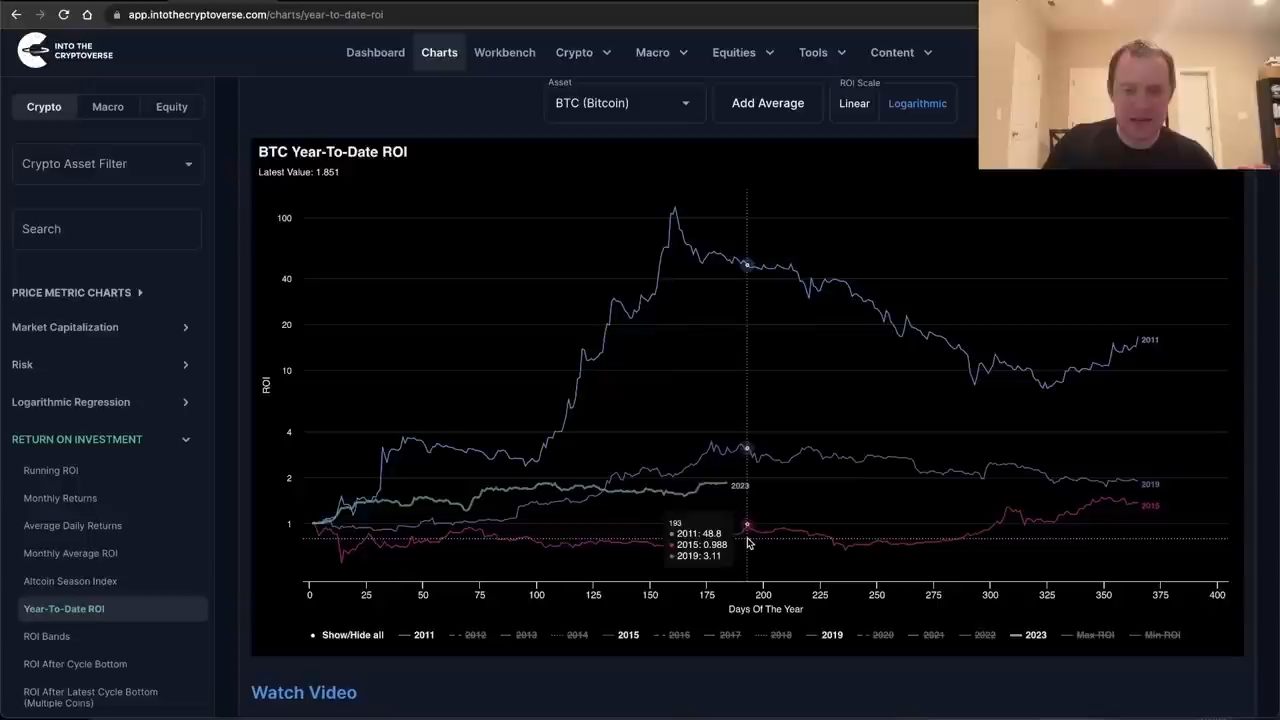 app.intothecryptoverse.com/charts/year-to-date-roi
INTO THE
CRYPTOVERSE
Dashboard Charts Workbench Crypto Macro Equities Tools Content
Crypto Macro Equity
Crypto Asset Filter
Search
PRICE METRIC CHARTS
Market Capitalization
Risk
Logarithmic Regression
RETURN ON INVESTMENT
Running ROI
Monthly Returns
Average Daily Returns
Monthly Average ROI
Altcoin Season Index
Year-To-Date ROI
ROI Bands
ROI After Cycle Bottom
ROI After Latest Cycle Bottom
(Multiple Coins)
Asset
BTC (Bitcoin)
Add Average
ROI Scale
Linear Logarithmic
BTC Year-To-Date ROI
Latest Value: 1.851
100
40
20
10
4
2
1
ROI
2011
2019
2015
2023
193
2011: 48.8
2015: 0.988
2019: 3.11
0 25 50 75 100 125 150 175 200 225 250 275 300 325 350 375 400
Days Of The Year
Show/Hide all 2011 2012 2013 2014 2015 2016 2017 2018 2019 2020 2021 2022 2023 Max ROI Min ROI
Watch Video